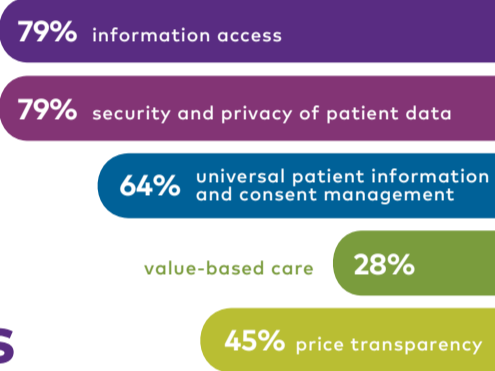 79% information access
79% security and privacy of patient data
64% universal patient information
and consent management
value-based care 28%
45% price transparency
s